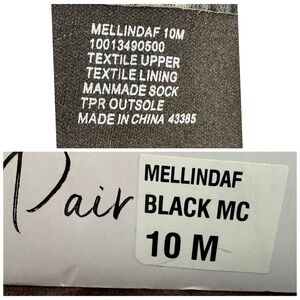 MELLINDAF 10M
10013490500
TEXTILE UPPER
TEXTILE LINING
MANMADE SOCK
TPR OUTSOLE
MADE IN CHINA 43385
Pair
MELLINDAF
BLACK MC
10 M